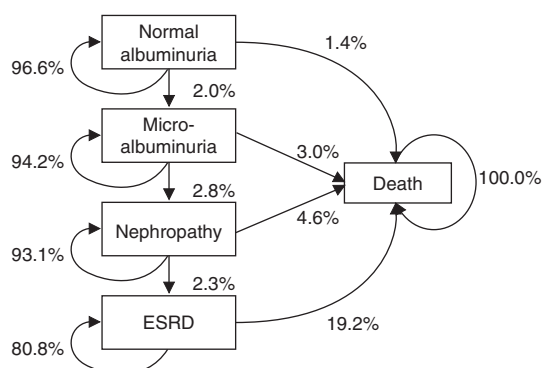 Normal
albuminuria
1.4%
96.6%
2.0%
Micro-
albuminuria
3.0%
94.2%
Death
100.0%
2.8%
Nephropathy
4.6%
93.1%
2.3%
ESRD
19.2%
80.8%